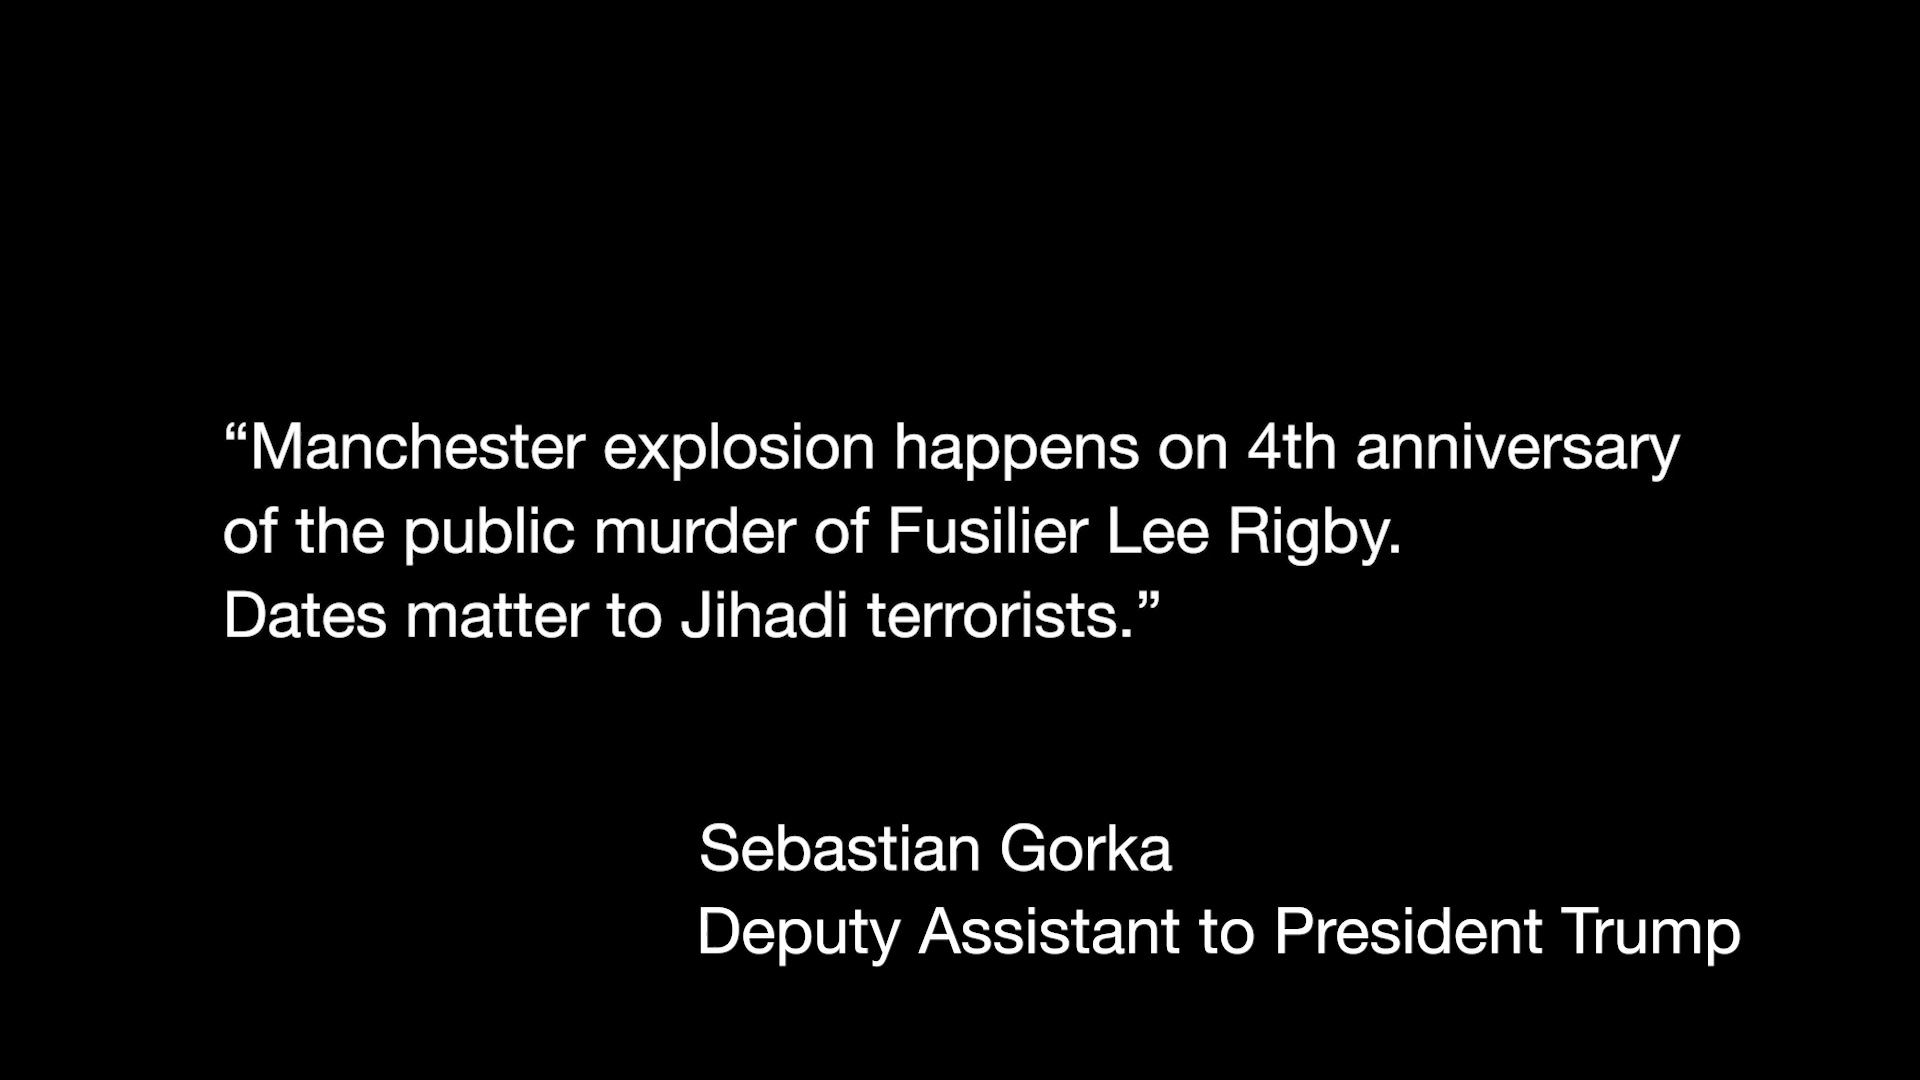 “Manchester explosion happens on 4th anniversary
of the public murder of Fusilier Lee Rigby.
Dates matter to Jihadi terrorists.”
Sebastian Gorka
Deputy Assistant to President Trump